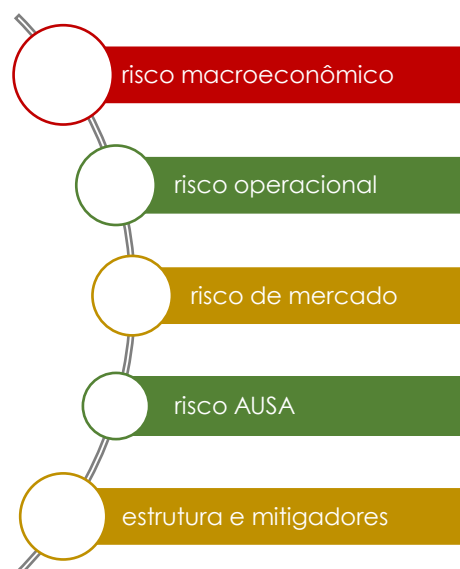 risco macroeconômico
risco operacional
risco de mercado
risco AUSA
estrutura e mitigadores